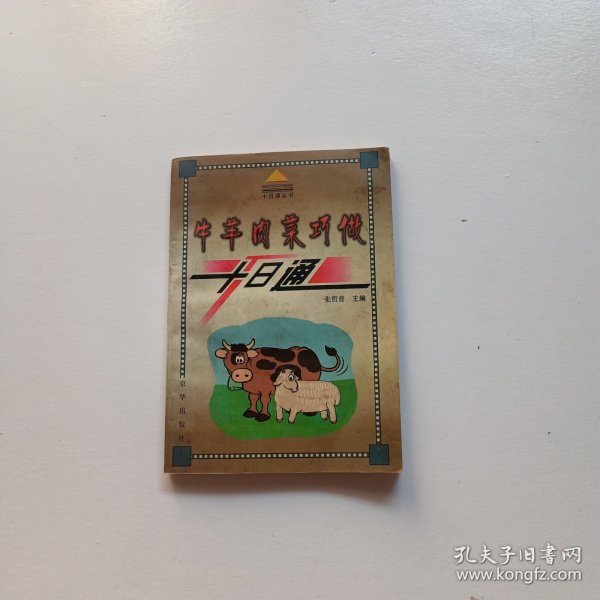 十日通丛书
牛羊肉菜巧做
十日通
张哲普 主编
京华出版社
孔夫子旧书网
www.kongfz.com